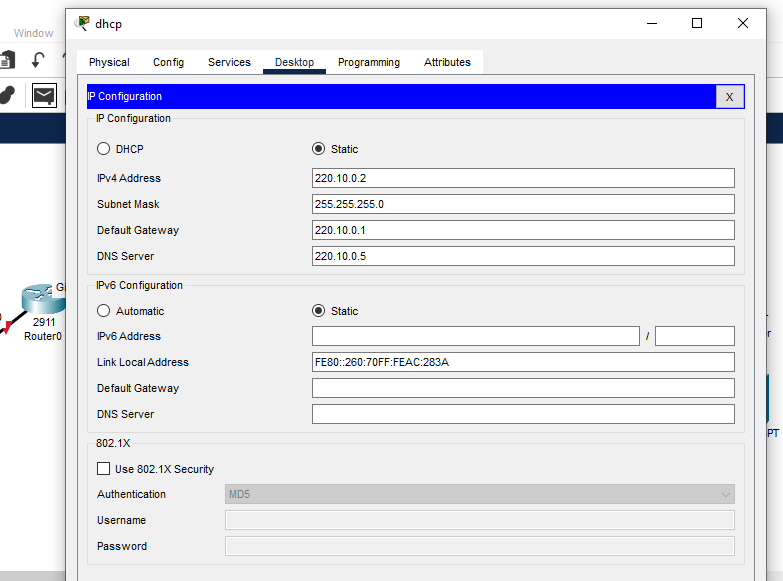 dhcp
Window
Physical Config Services Desktop Programming Attributes
IP Configuration X
IP Configuration
DHCP Static
IPv4 Address 220.10.0.2
Subnet Mask 255.255.255.0
Default Gateway 220.10.0.1
DNS Server 220.10.0.5
IPv6 Configuration
Automatic Static
IPv6 Address /
Link Local Address FE80::260:70FF:FEAC:283A
Default Gateway
DNS Server
802.1X
Use 802.1X Security
Authentication MD5
Username
Password
Gi
2911
Router0
r
PT